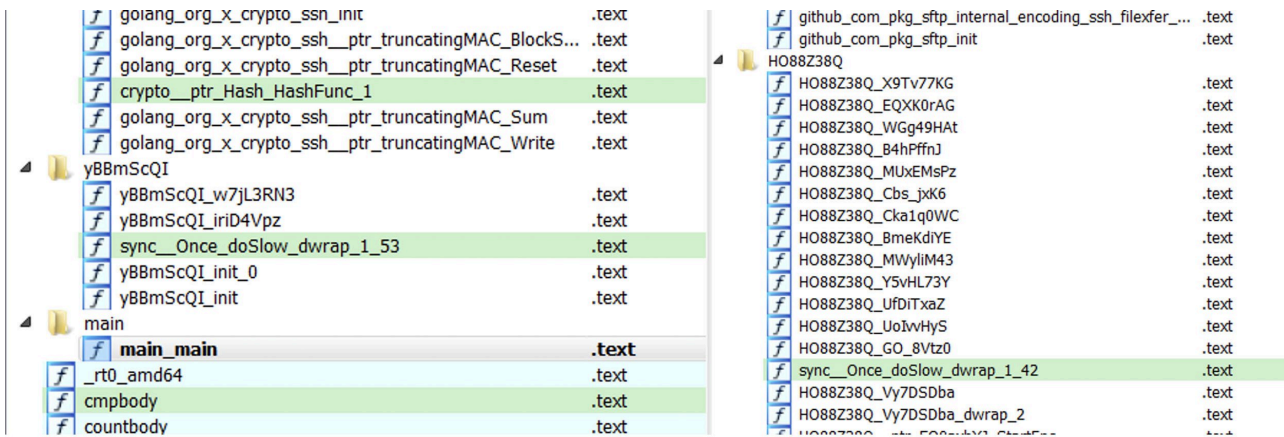 golang_org_x_crypto_ssh_init
golang_org_x_crypto_ssh__ptr_truncatingMAC_BlockS... .text
golang_org_x_crypto_ssh__ptr_truncatingMAC_Reset .text
crypto__ptr_Hash_HashFunc_1 .text
golang_org_x_crypto_ssh__ptr_truncatingMAC_Sum .text
golang_org_x_crypto_ssh__ptr_truncatingMAC_Write .text
yBBmScQI
yBBmScQI_w7jL3RN3 .text
yBBmScQI_iriD4Vpz .text
sync__Once_doSlow_dwrap_1_53 .text
yBBmScQI_init_0 .text
yBBmScQI_init .text
main
main_main .text
_rt0_amd64 .text
cmpbody .text
countbody .text
github_com_pkg_sftp_internal_encoding_ssh_filexfer_... .text
github_com_pkg_sftp_init .text
HO88Z38Q
HO88Z38Q_X9Tv77KG .text
HO88Z38Q_EQXK0rAG .text
HO88Z38Q_WGg49HAt .text
HO88Z38Q_B4hPffnJ .text
HO88Z38Q_MUxEMsPz .text
HO88Z38Q_Cbs_jxK6 .text
HO88Z38Q_Cka1q0WC .text
HO88Z38Q_BmeKdiYE .text
HO88Z38Q_MWyliM43 .text
HO88Z38Q_Y5vHL73Y .text
HO88Z38Q_UfDiTxaZ .text
HO88Z38Q_UoIvvHyS .text
HO88Z38Q_GO_8Vtz0 .text
sync__Once_doSlow_dwrap_1_42 .text
HO88Z38Q_Vy7DSDba .text
HO88Z38Q_Vy7DSDba_dwrap_2 .text